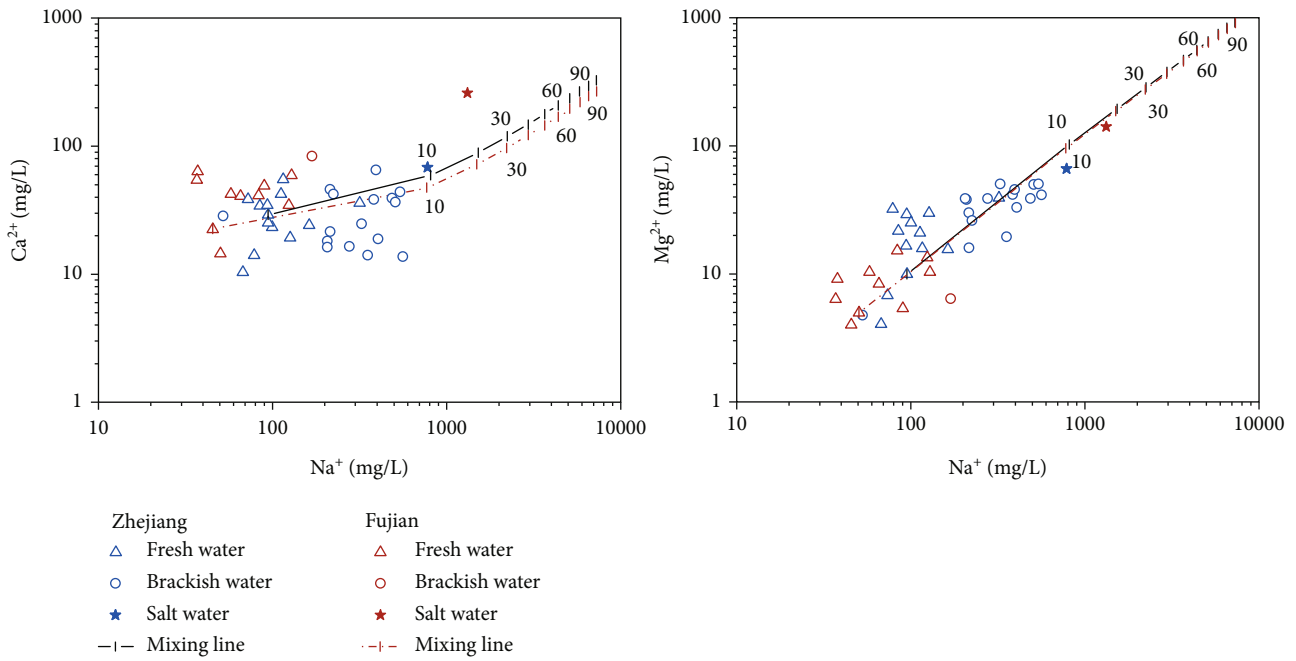 1000
1000
90
60
90
60
30
60
90
30
60
100
10
30
100
10
30
10
10
Ca²⁺ (mg/L)
Mg²⁺ (mg/L)
10
10
1
1
10
100
1000
10000
10
100
1000
10000
Na⁺ (mg/L)
Na⁺ (mg/L)
Zhejiang
Fujian
Fresh water
Fresh water
Brackish water
Brackish water
Salt water
Salt water
Mixing line
Mixing line